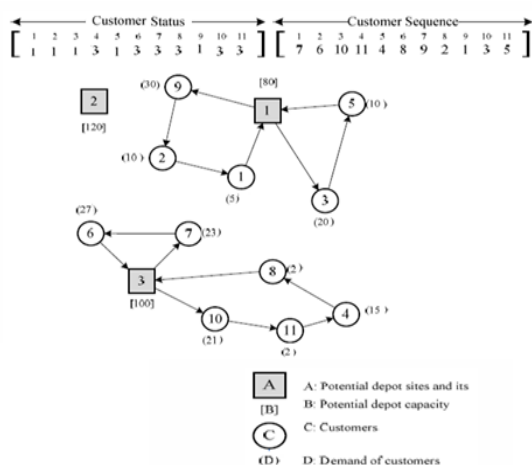 Customer Status Customer Sequence
1 2 3 4 5 6 7 8 9 10 11 1 2 3 4 5 6 7 8 9 10 11
[ 1 1 1 3 1 3 3 3 1 3 3 ] [ 7 6 10 11 4 8 9 2 1 3 5 ]
(30) 9 [80]
2 1 5 (10)
[120]
(10) 2 1
(5) 3
(20)
(27)
6 7 (23)
3 8 (2)
[100] 4 (15)
10
(21) 11
(2)
A A: Potential depot sites and its
[B] B: Potential depot capacity
C C: Customers
(D) D: Demand of customers